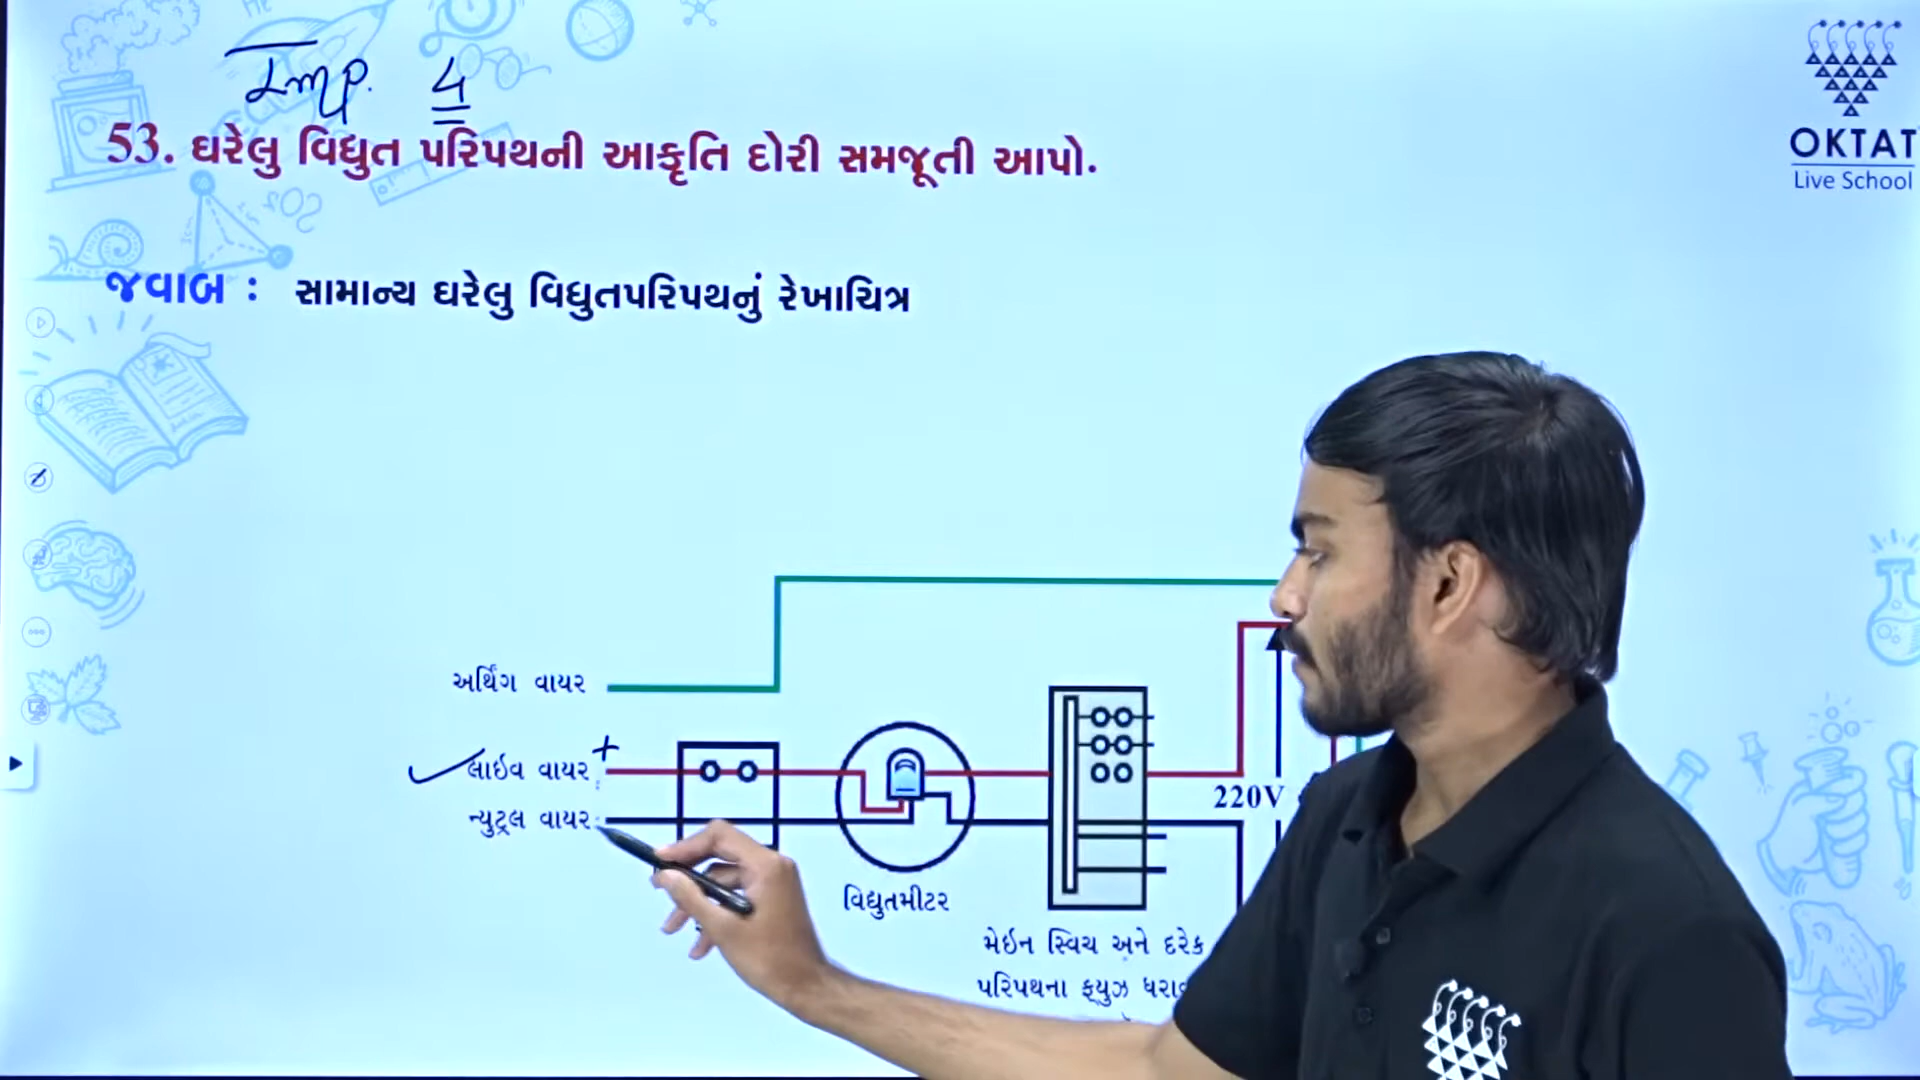 Imp. 4
53. ઘરેલુ વિદ્યુત પરિપથની આકૃતિ દોરી સમજૂતી આપો.
OKTAT
Live School
જવાબ : સામાન્ય ઘરેલુ વિદ્યુતપરિપથનું રેખાચિત્ર
અર્થિંગ વાયર
લાઇવ વાયર +
220V
ન્યુટ્રલ વાયર
વિદ્યુતમીટર
મેઇન સ્વિચ અને દરેક
પરિપથના ફ્યુઝ